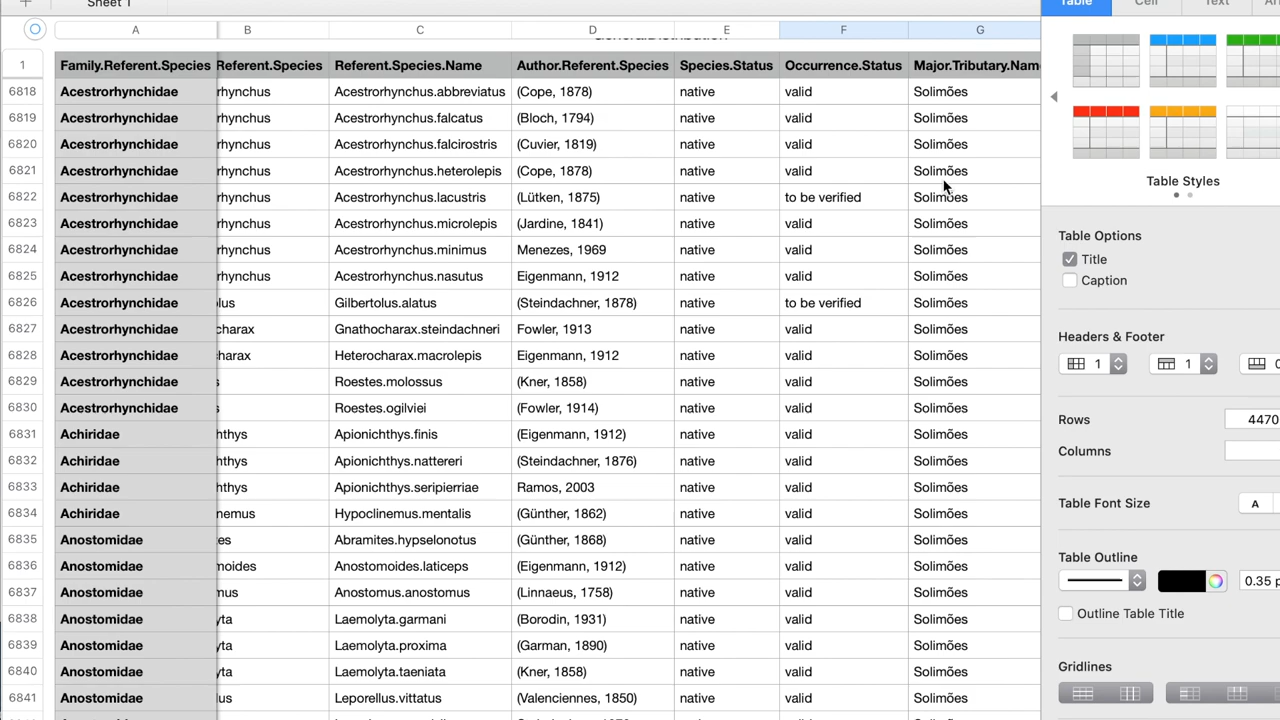 Sheet 1
Table Cell Text
A B C D E F G
1 Family.Referent.Species Referent.Species Referent.Species.Name Author.Referent.Species Species.Status Occurrence.Status Major.Tributary.Name
6818 Acestrorhynchidae rhynchus Acestrorhynchus.abbreviatus (Cope, 1878) native valid Solimões
6819 Acestrorhynchidae rhynchus Acestrorhynchus.falcatus (Bloch, 1794) native valid Solimões
6820 Acestrorhynchidae rhynchus Acestrorhynchus.falcirostris (Cuvier, 1819) native valid Solimões
6821 Acestrorhynchidae rhynchus Acestrorhynchus.heterolepis (Cope, 1878) native valid Solimões
6822 Acestrorhynchidae rhynchus Acestrorhynchus.lacustris (Lütken, 1875) native to be verified Solimões
6823 Acestrorhynchidae rhynchus Acestrorhynchus.microlepis (Jardine, 1841) native valid Solimões
6824 Acestrorhynchidae rhynchus Acestrorhynchus.minimus Menezes, 1969 native valid Solimões
6825 Acestrorhynchidae rhynchus Acestrorhynchus.nasutus Eigenmann, 1912 native valid Solimões
6826 Acestrorhynchidae lus Gilbertolus.alatus (Steindachner, 1878) native to be verified Solimões
6827 Acestrorhynchidae charax Gnathocharax.steindachneri Fowler, 1913 native valid Solimões
6828 Acestrorhynchidae harax Heterocharax.macrolepis Eigenmann, 1912 native valid Solimões
6829 Acestrorhynchidae s Roestes.molossus (Kner, 1858) native valid Solimões
6830 Acestrorhynchidae s Roestes.ogilviei (Fowler, 1914) native valid Solimões
6831 Achiridae hthys Apionichthys.finis (Eigenmann, 1912) native valid Solimões
6832 Achiridae hthys Apionichthys.nattereri (Steindachner, 1876) native valid Solimões
6833 Achiridae hthys Apionichthys.seripierriae Ramos, 2003 native valid Solimões
6834 Achiridae nemus Hypoclinemus.mentalis (Günther, 1862) native valid Solimões
6835 Anostomidae es Abramites.hypselonotus (Günther, 1868) native valid Solimões
6836 Anostomidae moides Anostomoides.laticeps (Eigenmann, 1912) native valid Solimões
6837 Anostomidae mus Anostomus.anostomus (Linnaeus, 1758) native valid Solimões
6838 Anostomidae yta Laemolyta.garmani (Borodin, 1931) native valid Solimões
6839 Anostomidae yta Laemolyta.proxima (Garman, 1890) native valid Solimões
6840 Anostomidae yta Laemolyta.taeniata (Kner, 1858) native valid Solimões
6841 Anostomidae lus Leporellus.vittatus (Valenciennes, 1850) native valid Solimões
Table Styles
Table Options
Title
Caption
Headers & Footer
1 1 0
Rows 4470
Columns
Table Font Size A
Table Outline
0.35 p
Outline Table Title
Gridlines